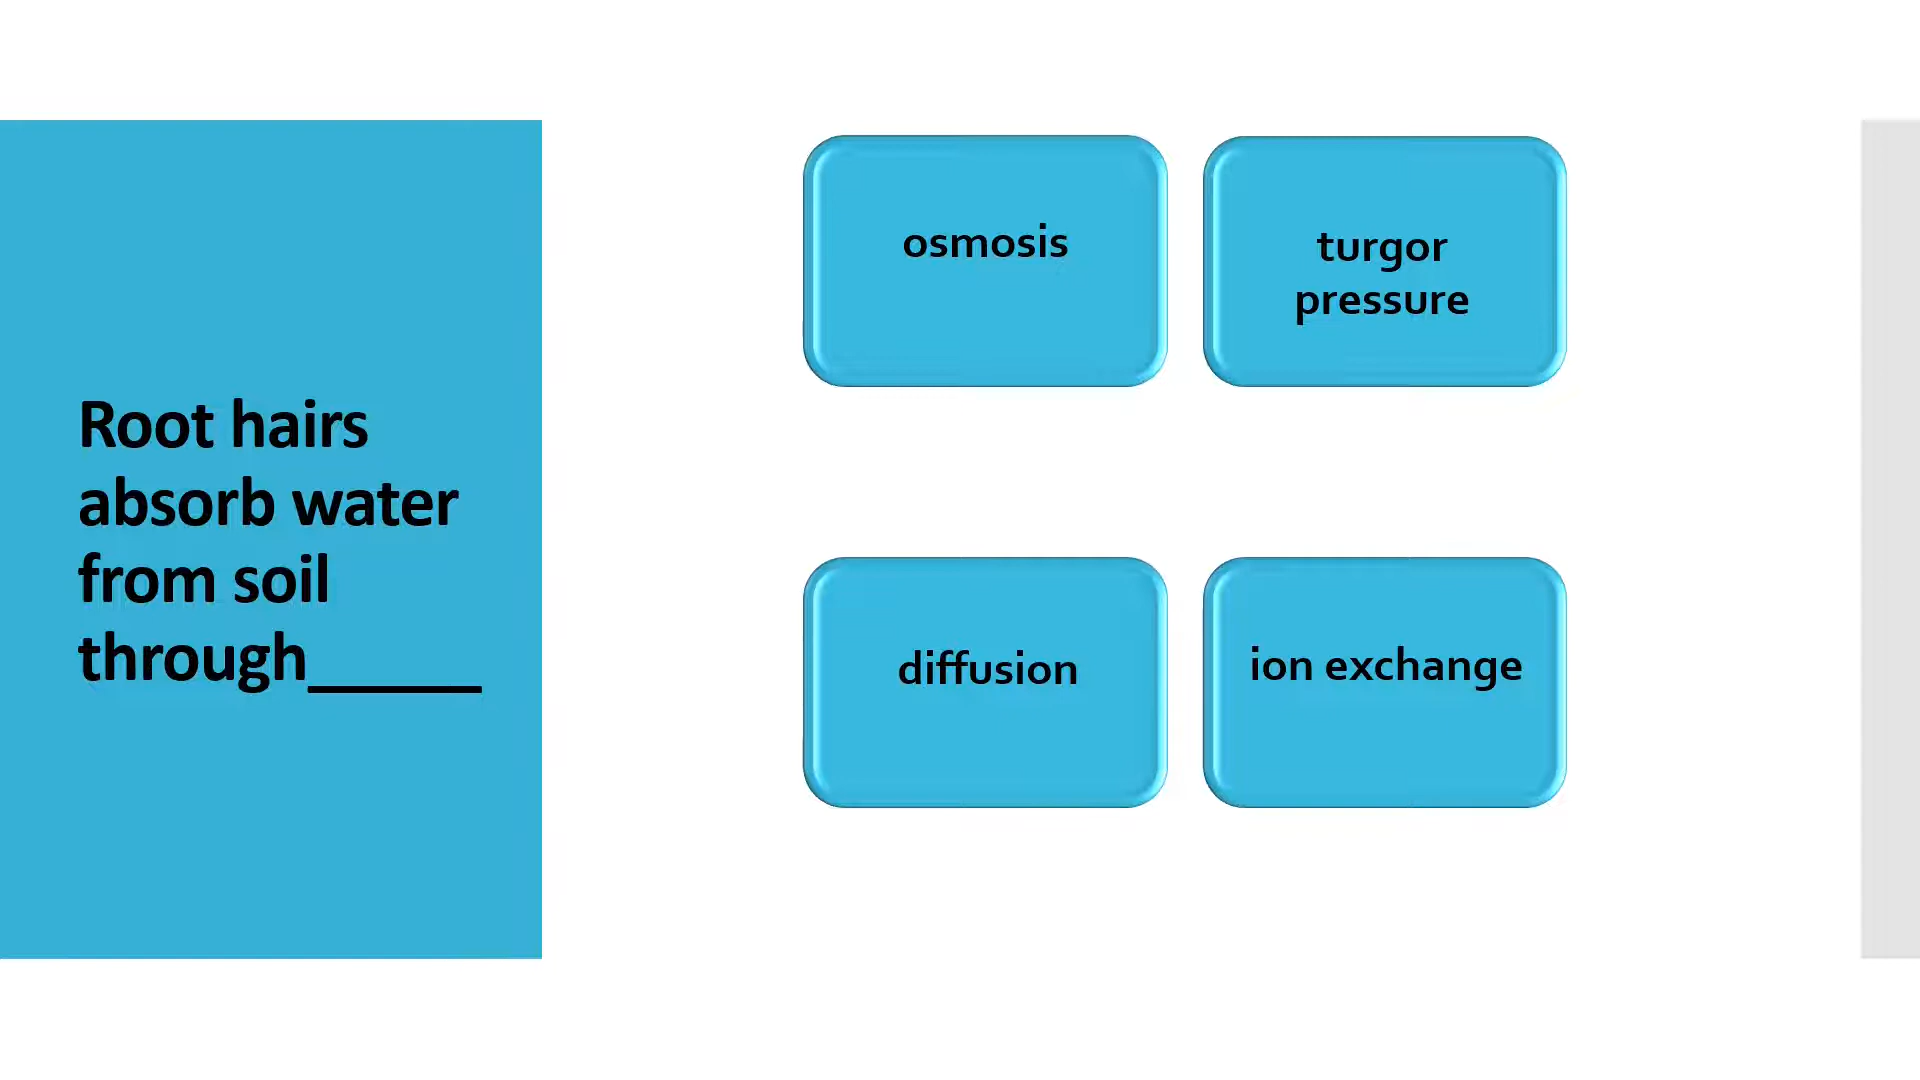 Root hairs
absorb water
from soil
through_____
osmosis
turgor
pressure
diffusion
ion exchange